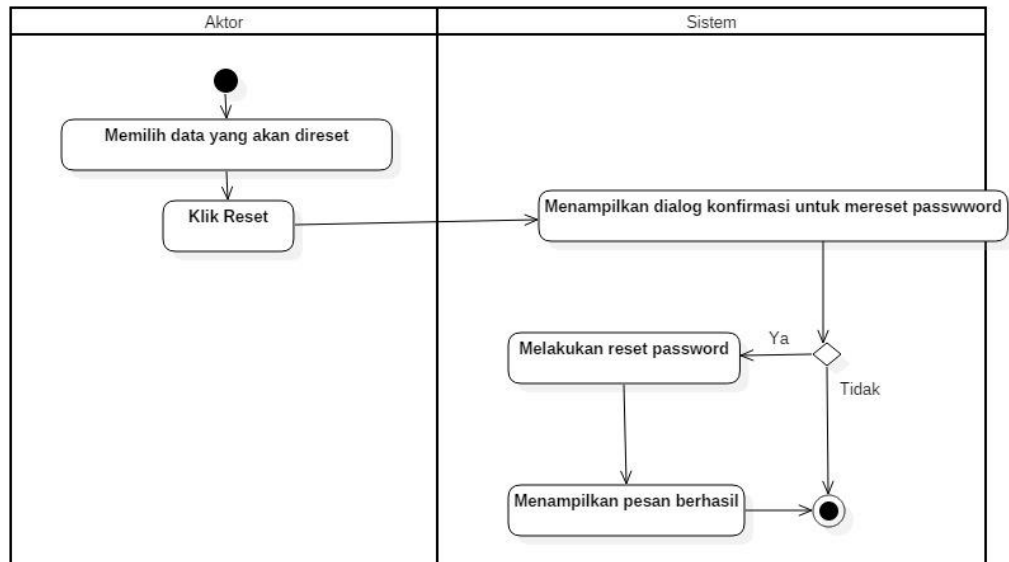 Aktor
Sistem
Memilih data yang akan direset
Klik Reset
Menampilkan dialog konfirmasi untuk mereset passwword
Ya
Melakukan reset password
Tidak
Menampilkan pesan berhasil